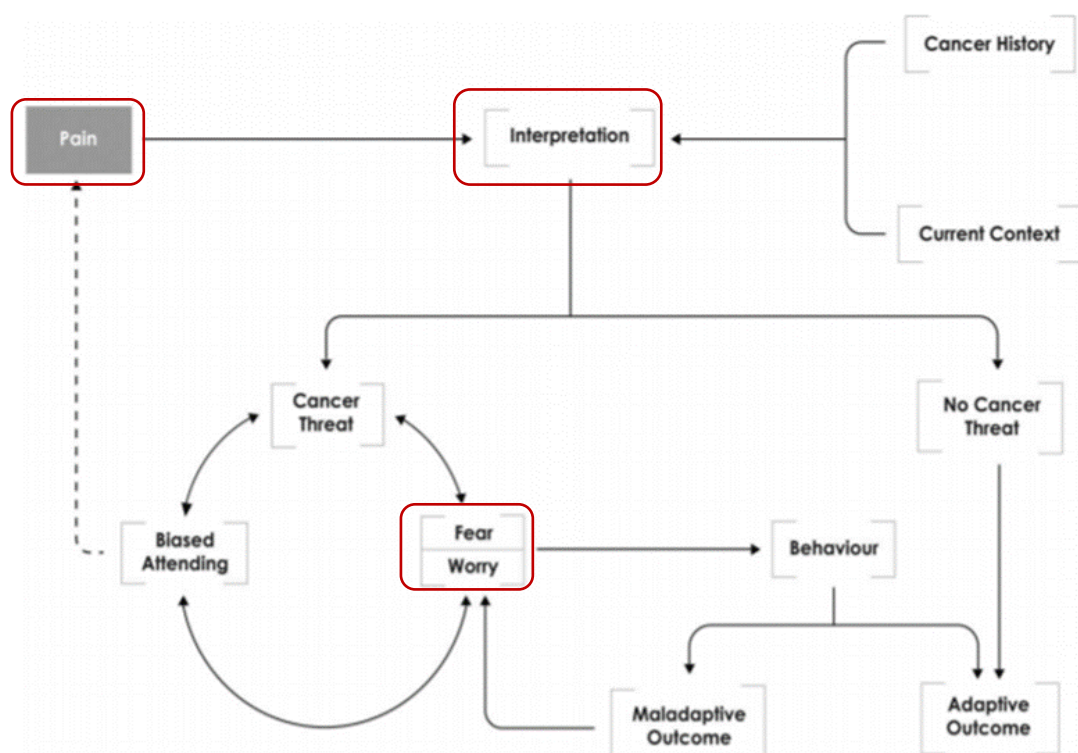 Cancer History
Pain
Interpretation
Current Context
Cancer
Threat
No Cancer
Threat
Biased
Attending
Fear
Worry
Behaviour
Maladaptive
Outcome
Adaptive
Outcome